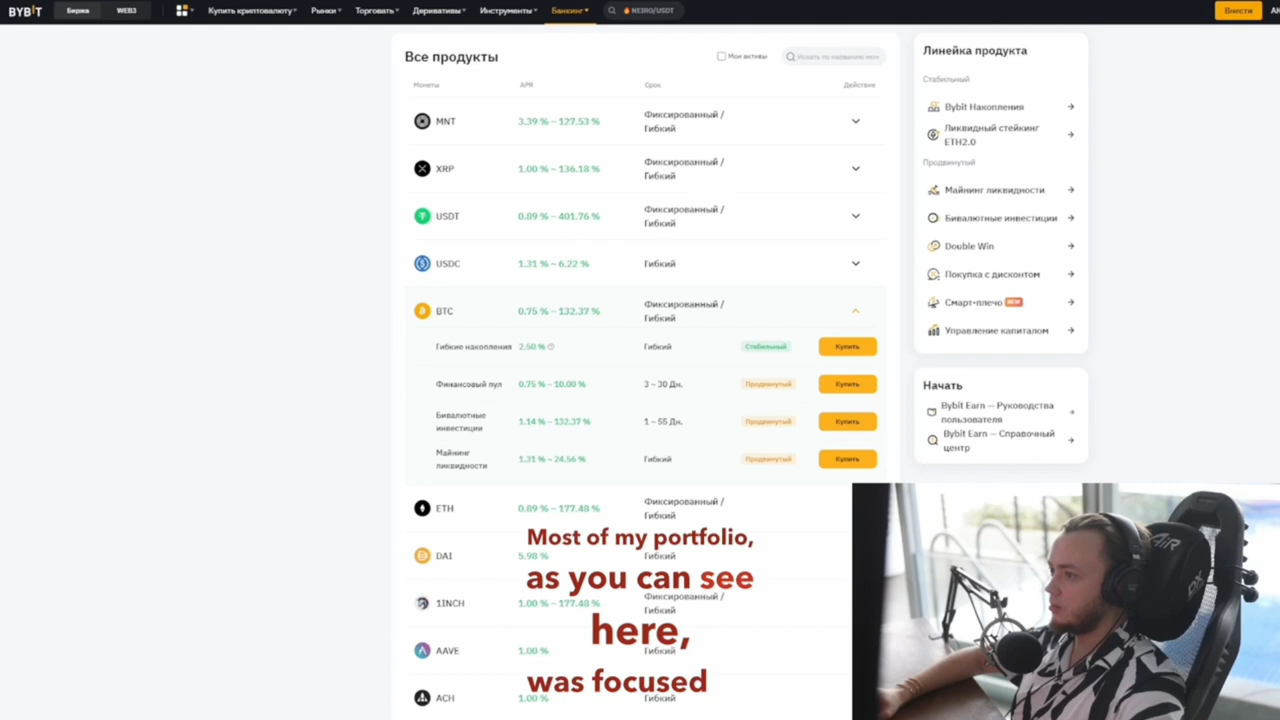 BYBIT Биржа WEB3 Купить криптовалюту Рынки Торговать Деривативы Инструменты Банкинг NEIRO/USDT Внести
Все продукты
Мои активы
Искать по названию мон
Монеты APR Срок Действие
MNT 3.39 % ~ 127.53 % Фиксированный /
Гибкий
XRP 1.00 % ~ 136.18 % Фиксированный /
Гибкий
USDT 0.89 % ~ 401.76 % Фиксированный /
Гибкий
USDC 1.31 % ~ 6.22 % Гибкий
BTC 0.75 % ~ 132.37 % Фиксированный /
Гибкий
Гибкие накопления 2.50 % Гибкий Стабильный Купить
Финансовый пул 0.75 % ~ 10.00 % 3 ~ 30 Дн. Продвинутый Купить
Бивалютные
инвестиции 1.14 % ~ 132.37 % 1 ~ 55 Дн. Продвинутый Купить
Майнинг
ликвидности 1.31 % ~ 24.56 % Гибкий Продвинутый Купить
ETH 0.89 % ~ 177.48 % Фиксированный /
Гибкий
DAI 5.98 % Гибкий
1INCH 1.00 % ~ 177.48 % Фиксированный /
Гибкий
AAVE 1.00 % Гибкий
ACH 1.00 % Гибкий
Most of my portfolio,
as you can see
here,
was focused
Линейка продукта
Стабильный
Bybit Накопления
Ликвидный стейкинг
ETH2.0
Продвинутый
Майнинг ликвидности
Бивалютные инвестиции
Double Win
Покупка с дисконтом
Смарт-плечо NEW
Управление капиталом
Начать
Bybit Earn — Руководства
пользователя
Bybit Earn — Справочный
центр
AIR